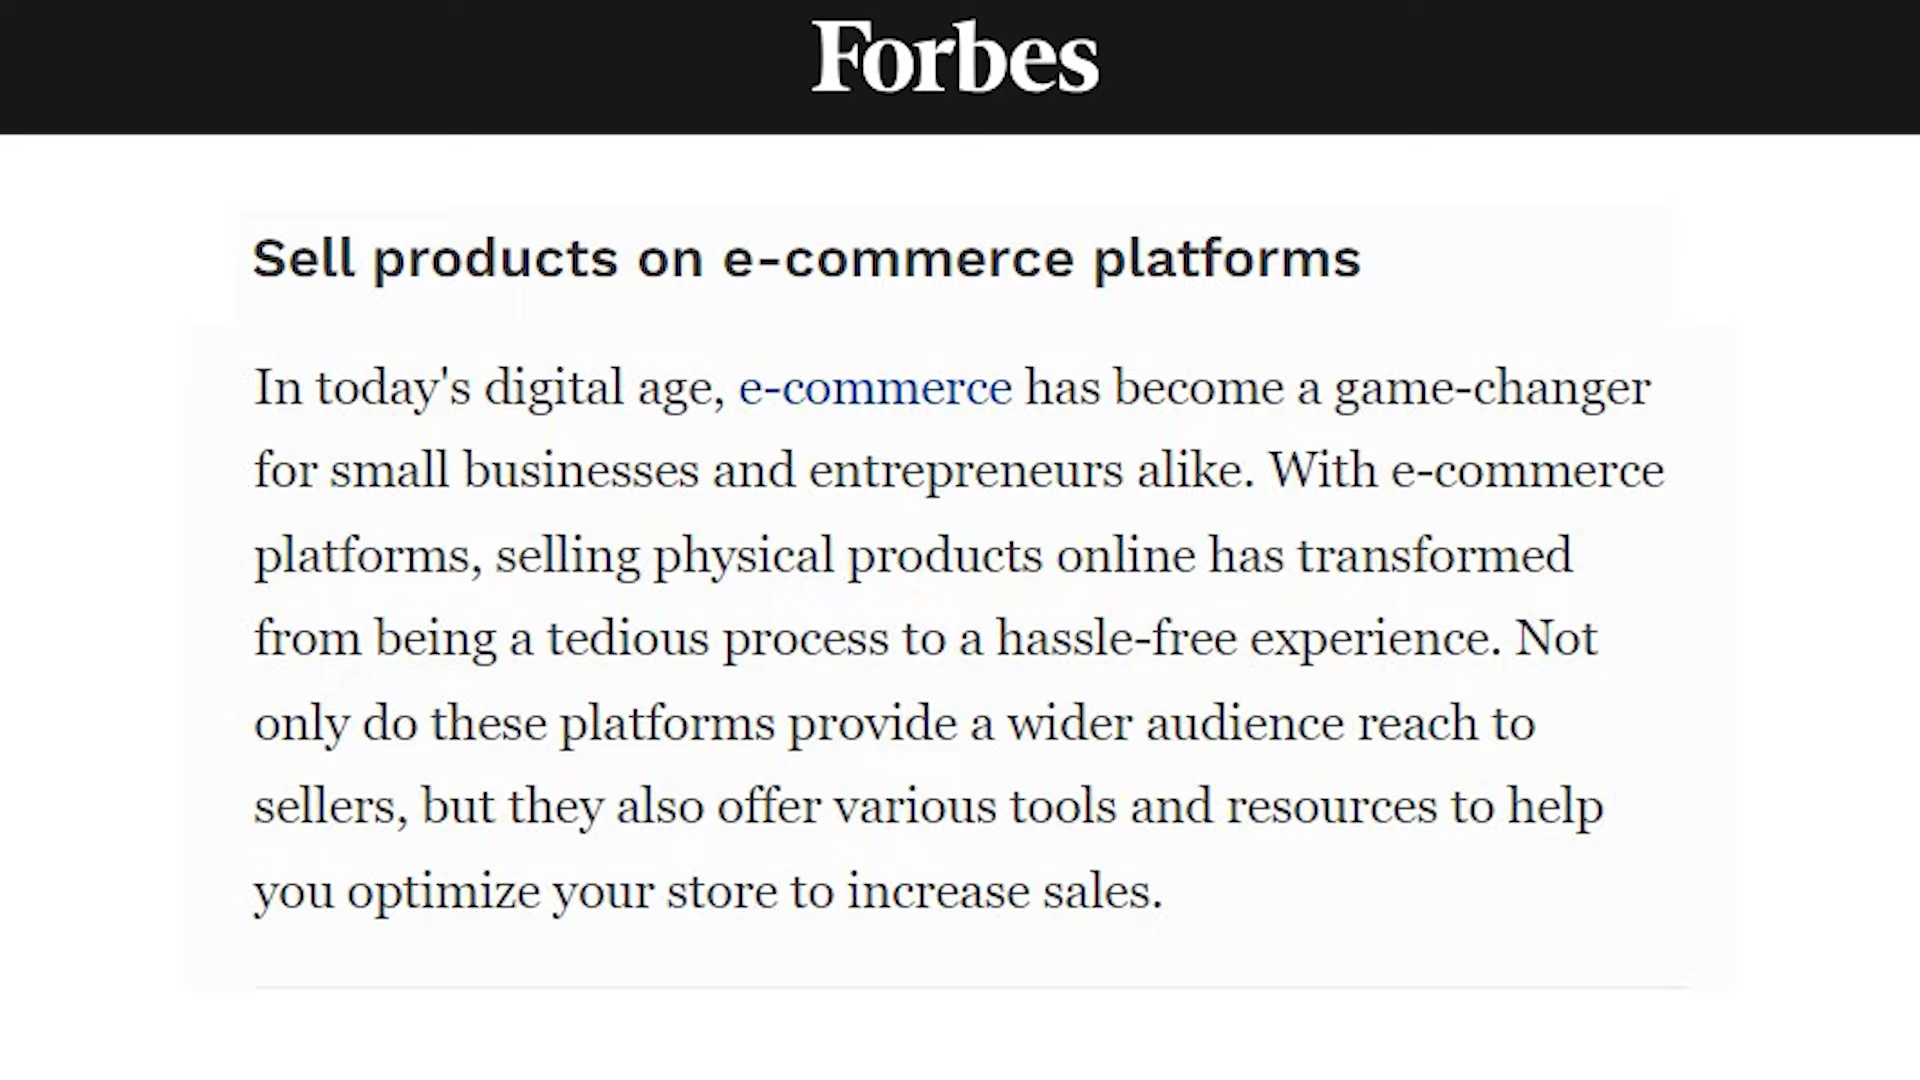 Forbes
Sell products on e-commerce platforms
In today's digital age, e-commerce has become a game-changer
for small businesses and entrepreneurs alike. With e-commerce
platforms, selling physical products online has transformed
from being a tedious process to a hassle-free experience. Not
only do these platforms provide a wider audience reach to
sellers, but they also offer various tools and resources to help
you optimize your store to increase sales.